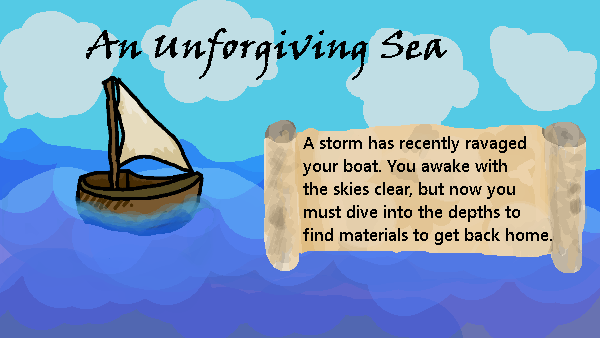 An Unforgiving Sea
A storm has recently ravaged
your boat. You awake with
the skies clear, but now you
must dive into the depths to
find materials to get back home.